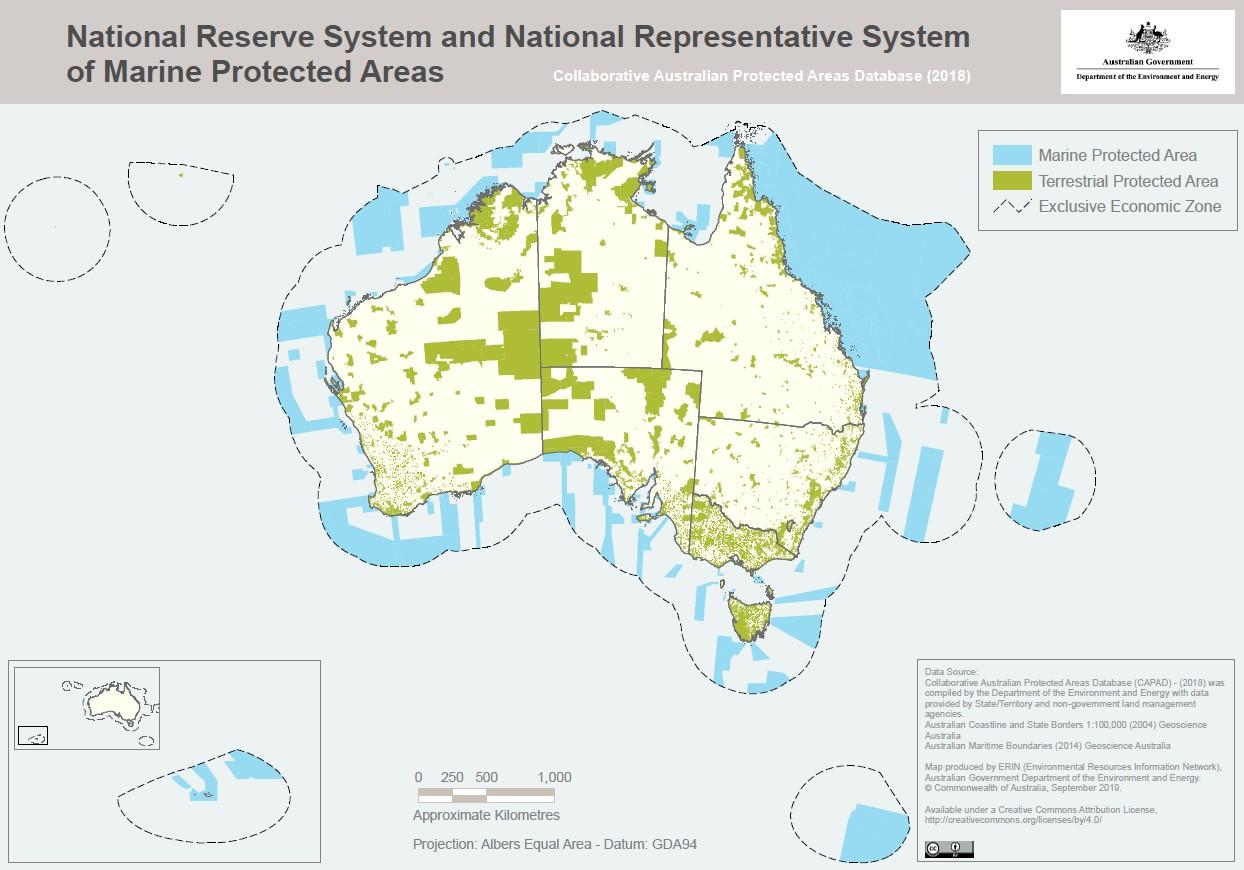 National Reserve System and National Representative System
of Marine Protected Areas
Collaborative Australian Protected Areas Database (2018)
Australian Government
Department of the Environment and Energy
Marine Protected Area
Terrestrial Protected Area
Exclusive Economic Zone
0 250 500 1,000
Approximate Kilometres
Projection: Albers Equal Area - Datum: GDA94
Data Source:
Collaborative Australian Protected Areas Database (CAPAD) - (2018) was
compiled by the Department of the Environment and Energy with data
provided by State/Territory and non-government land management
agencies.
Australian Coastline and State Borders 1:100,000 (2004) Geoscience
Australia
Australian Maritime Boundaries (2014) Geoscience Australia
Map produced by ERIN (Environmental Resources Information Network),
Australian Government Department of the Environment and Energy.
© Commonwealth of Australia, September 2019.
Available under a Creative Commons Attribution License,
http://creativecommons.org/licenses/by/4.0/
cc
BY